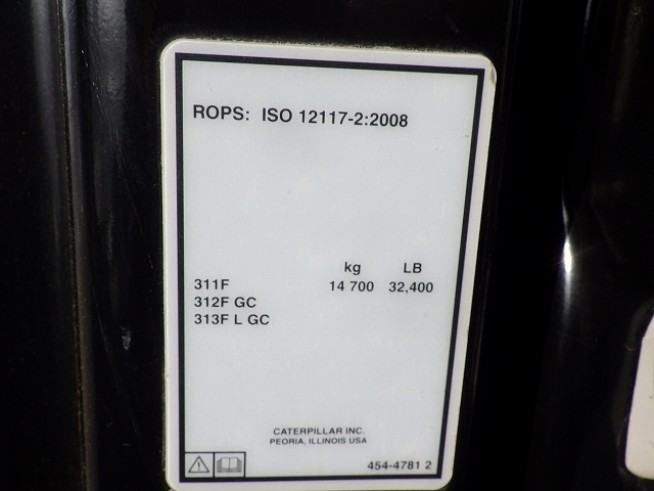 ROPS: ISO 12117-2:2008
kg LB
311F 14 700 32,400
312F GC
313F L GC
CATERPILLAR INC.
PEORIA, ILLINOIS USA
454-4781 2